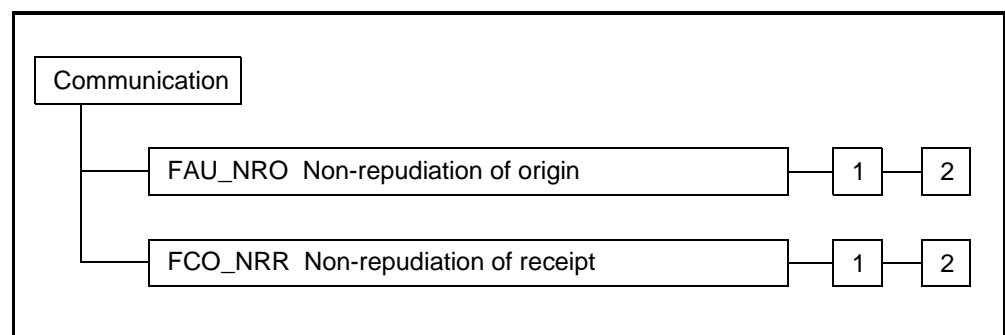 Communication
FAU_NRO Non-repudiation of origin 1 2
FCO_NRR Non-repudiation of receipt 1 2